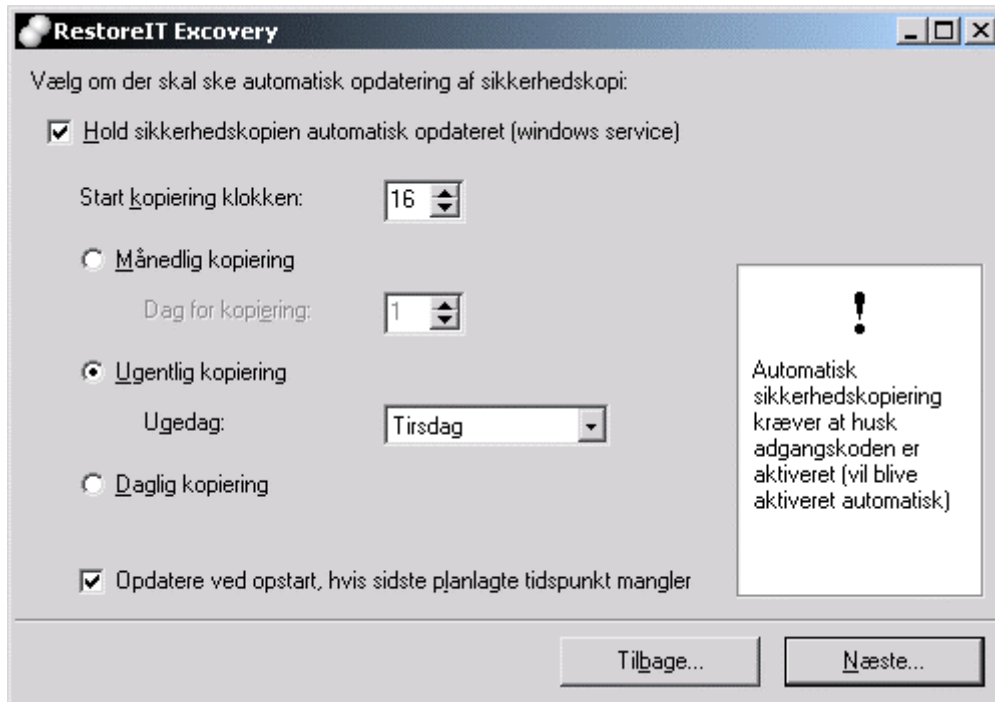 RestoreIT Excovery
Vælg om der skal ske automatisk opdatering af sikkerhedskopi:
Hold sikkerhedskopien automatisk opdateret (windows service)
Start kopiering klokken: 16
Månedlig kopiering
Dag for kopiering: 1
Ugentlig kopiering
Ugedag: Tirsdag
Daglig kopiering
Opdatere ved opstart, hvis sidste planlagte tidspunkt mangler
!
Automatisk
sikkerhedskopiering
kræver at husk
adgangskoden er
aktiveret (vil blive
aktiveret automatisk)
Tilbage... Næste...